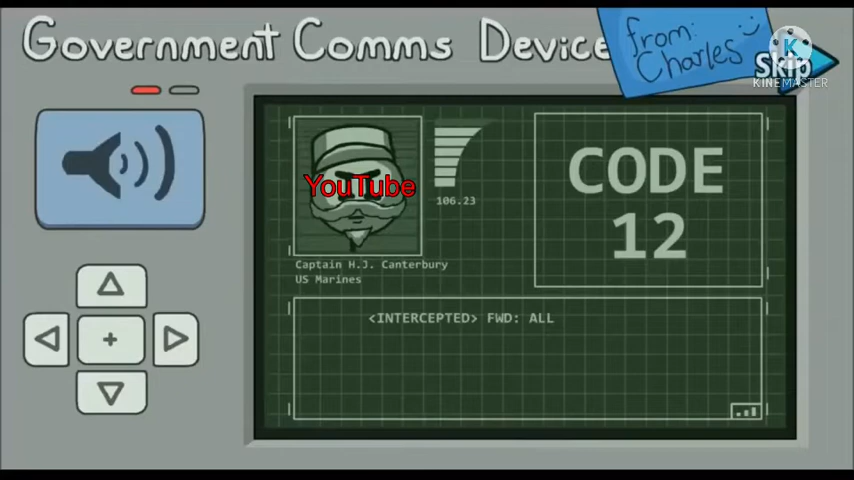 Government Comms Device
from:
Charles
Skip
KINEMASTER
K
YouTube
106.23
CODE
12
Captain H.J. Canterbury
US Marines
<INTERCEPTED> FWD: ALL